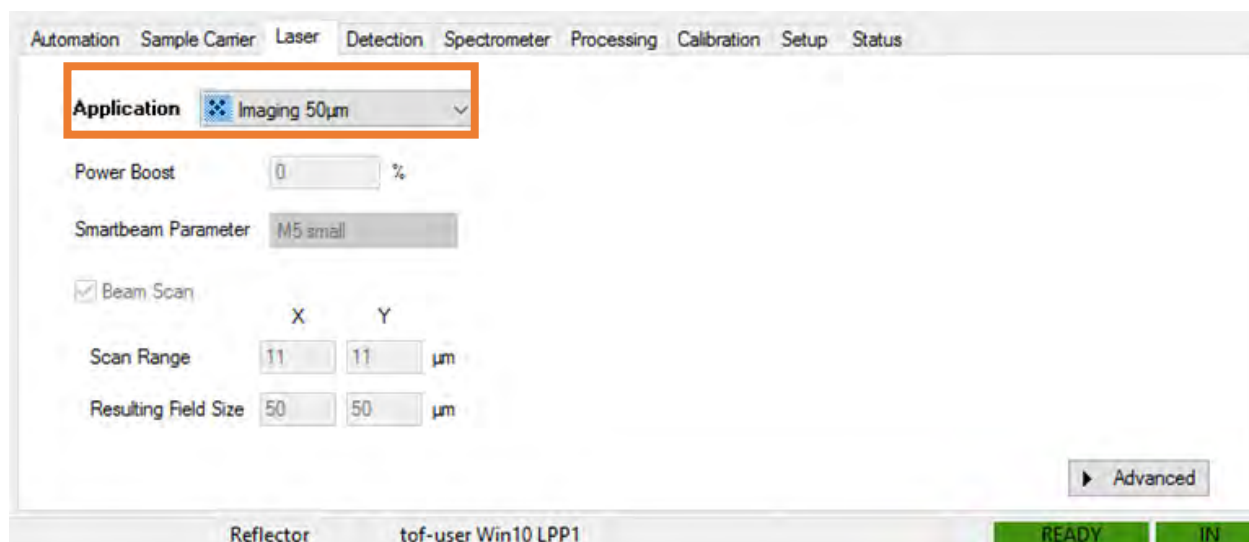 Automation Sample Carrier Laser Detection Spectrometer Processing Calibration Setup Status
Application Imaging 50µm
Power Boost 0 %
Smartbeam Parameter M5 small
Beam Scan
X Y
Scan Range 11 11 µm
Resulting Field Size 50 50 µm
Advanced
Reflector tof-user Win10 LPP1 READY IN